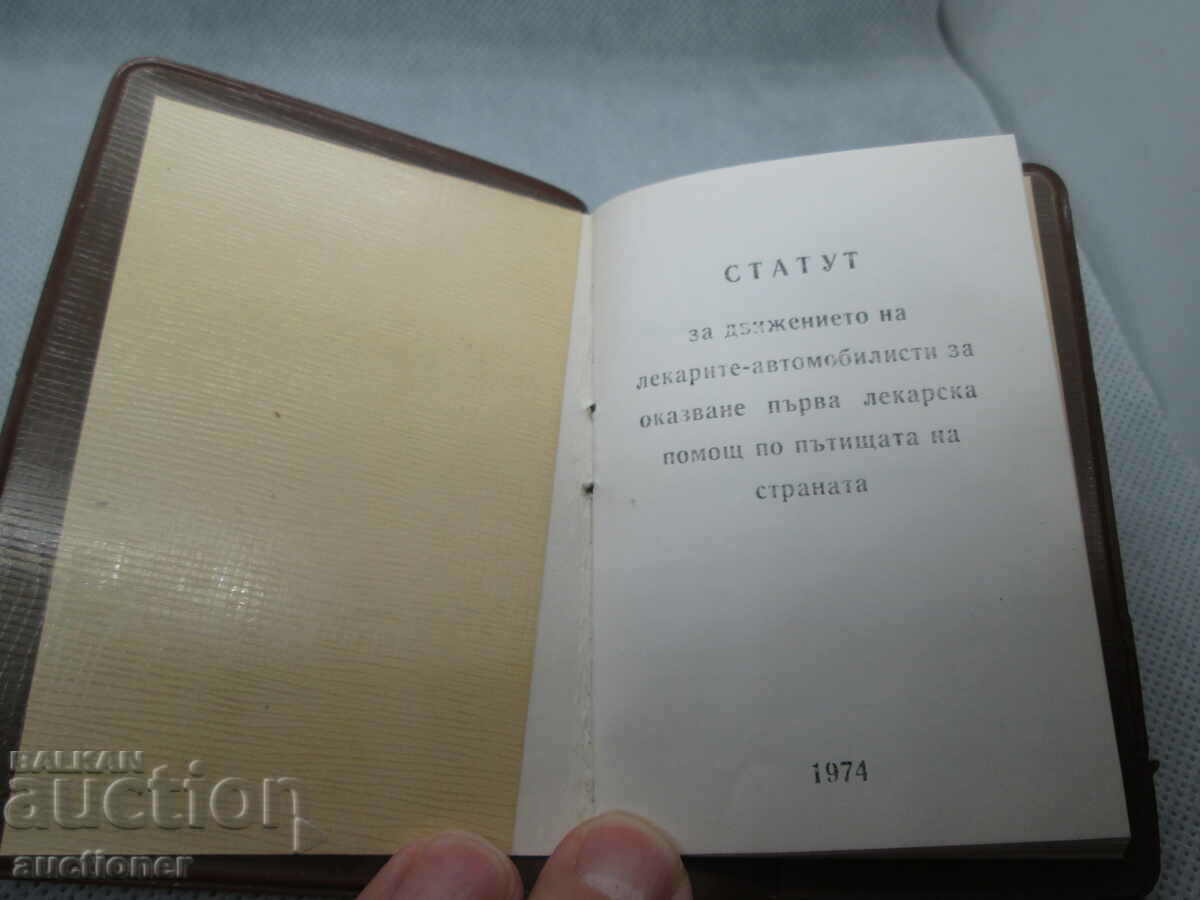 СТАТУТ
за движението на
лекарите-автомобилисти за
оказване първа лекарска
помощ по пътищата на
страната
1974
BALKAN
auction
auctioner